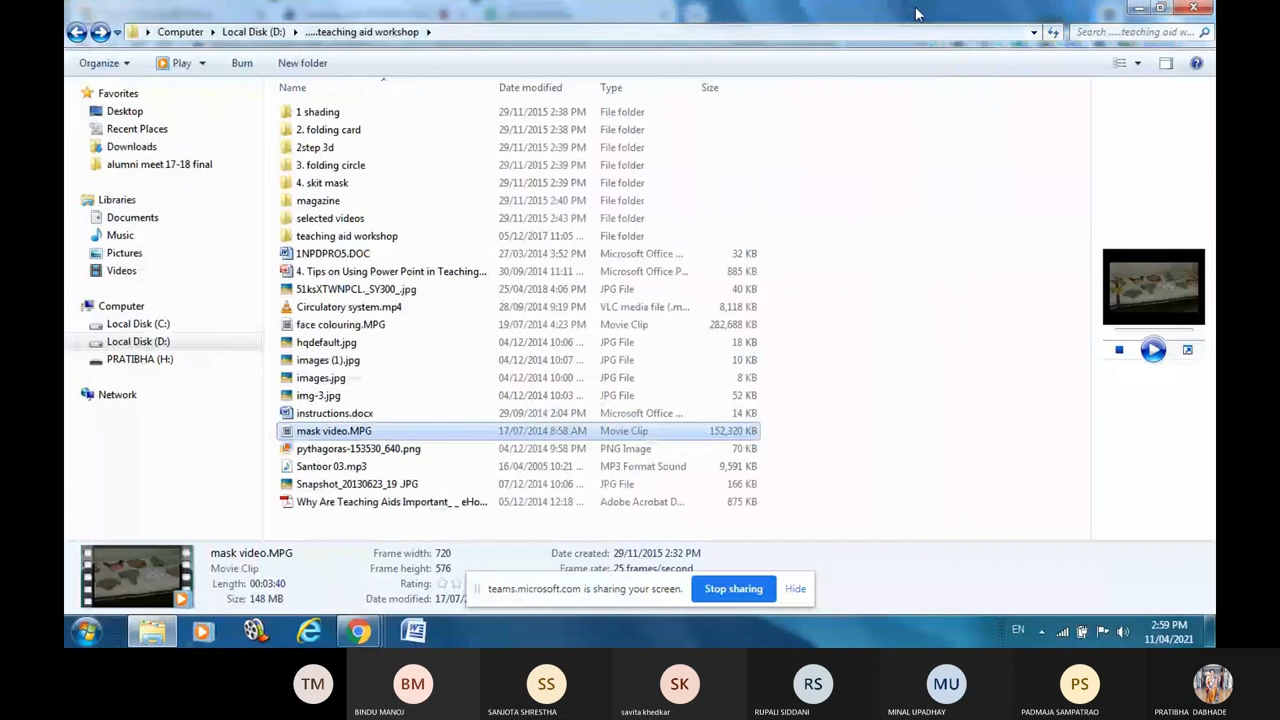 Computer ▸ Local Disk (D:) ▸ .....teaching aid workshop ▸
Search .....teaching aid w...
Organize Play Burn New folder
Name Date modified Type Size
Favorites
Desktop
Recent Places
Downloads
alumni meet 17-18 final
Libraries
Documents
Music
Pictures
Videos
Computer
Local Disk (C:)
Local Disk (D:)
PRATIBHA (H:)
Network
1 shading 29/11/2015 2:38 PM File folder
2. folding card 29/11/2015 2:38 PM File folder
2step 3d 29/11/2015 2:39 PM File folder
3. folding circle 29/11/2015 2:39 PM File folder
4. skit mask 29/11/2015 2:39 PM File folder
magazine 29/11/2015 2:40 PM File folder
selected videos 29/11/2015 2:43 PM File folder
teaching aid workshop 05/12/2017 11:05 ... File folder
1NPDPRO5.DOC 27/03/2014 3:52 PM Microsoft Office ... 32 KB
4. Tips on Using Power Point in Teaching... 30/09/2014 11:11 ... Microsoft Office P... 885 KB
51ksXTWNPCL._SY300_.jpg 25/04/2018 4:06 PM JPG File 40 KB
Circulatory system.mp4 28/09/2014 9:19 PM VLC media file (.m... 8,118 KB
face colouring.MPG 19/07/2014 4:23 PM Movie Clip 282,688 KB
hqdefault.jpg 04/12/2014 10:06 ... JPG File 18 KB
images (1).jpg 04/12/2014 10:07 ... JPG File 10 KB
images.jpg 04/12/2014 10:00 ... JPG File 8 KB
img-3.jpg 04/12/2014 10:03 ... JPG File 52 KB
instructions.docx 29/09/2014 2:04 PM Microsoft Office ... 14 KB
mask video.MPG 17/07/2014 8:58 AM Movie Clip 152,320 KB
pythagoras-153530_640.png 04/12/2014 9:58 PM PNG Image 70 KB
Santoor 03.mp3 16/04/2005 10:21 ... MP3 Format Sound 9,591 KB
Snapshot_20130623_19 .JPG 07/12/2014 10:06 ... JPG File 166 KB
Why Are Teaching Aids Important_ _ eHo... 05/12/2014 12:18 ... Adobe Acrobat D... 875 KB
mask video.MPG
Movie Clip
Length: 00:03:40
Size: 148 MB
Frame width: 720
Frame height: 576
Rating:
Date modified: 17/07/2
Date created: 29/11/2015 2:32 PM
Frame rate: 25 frames/second
teams.microsoft.com is sharing your screen. Stop sharing Hide
EN
2:59 PM
11/04/2021
TM BM SS SK RS MU PS
BINDU MANOJ SANJOTA SHRESTHA savita khedkar RUPALI SIDDANI MINAL UPADHAY PADMAJA SAMPATRAO PRATIBHA DABHADE